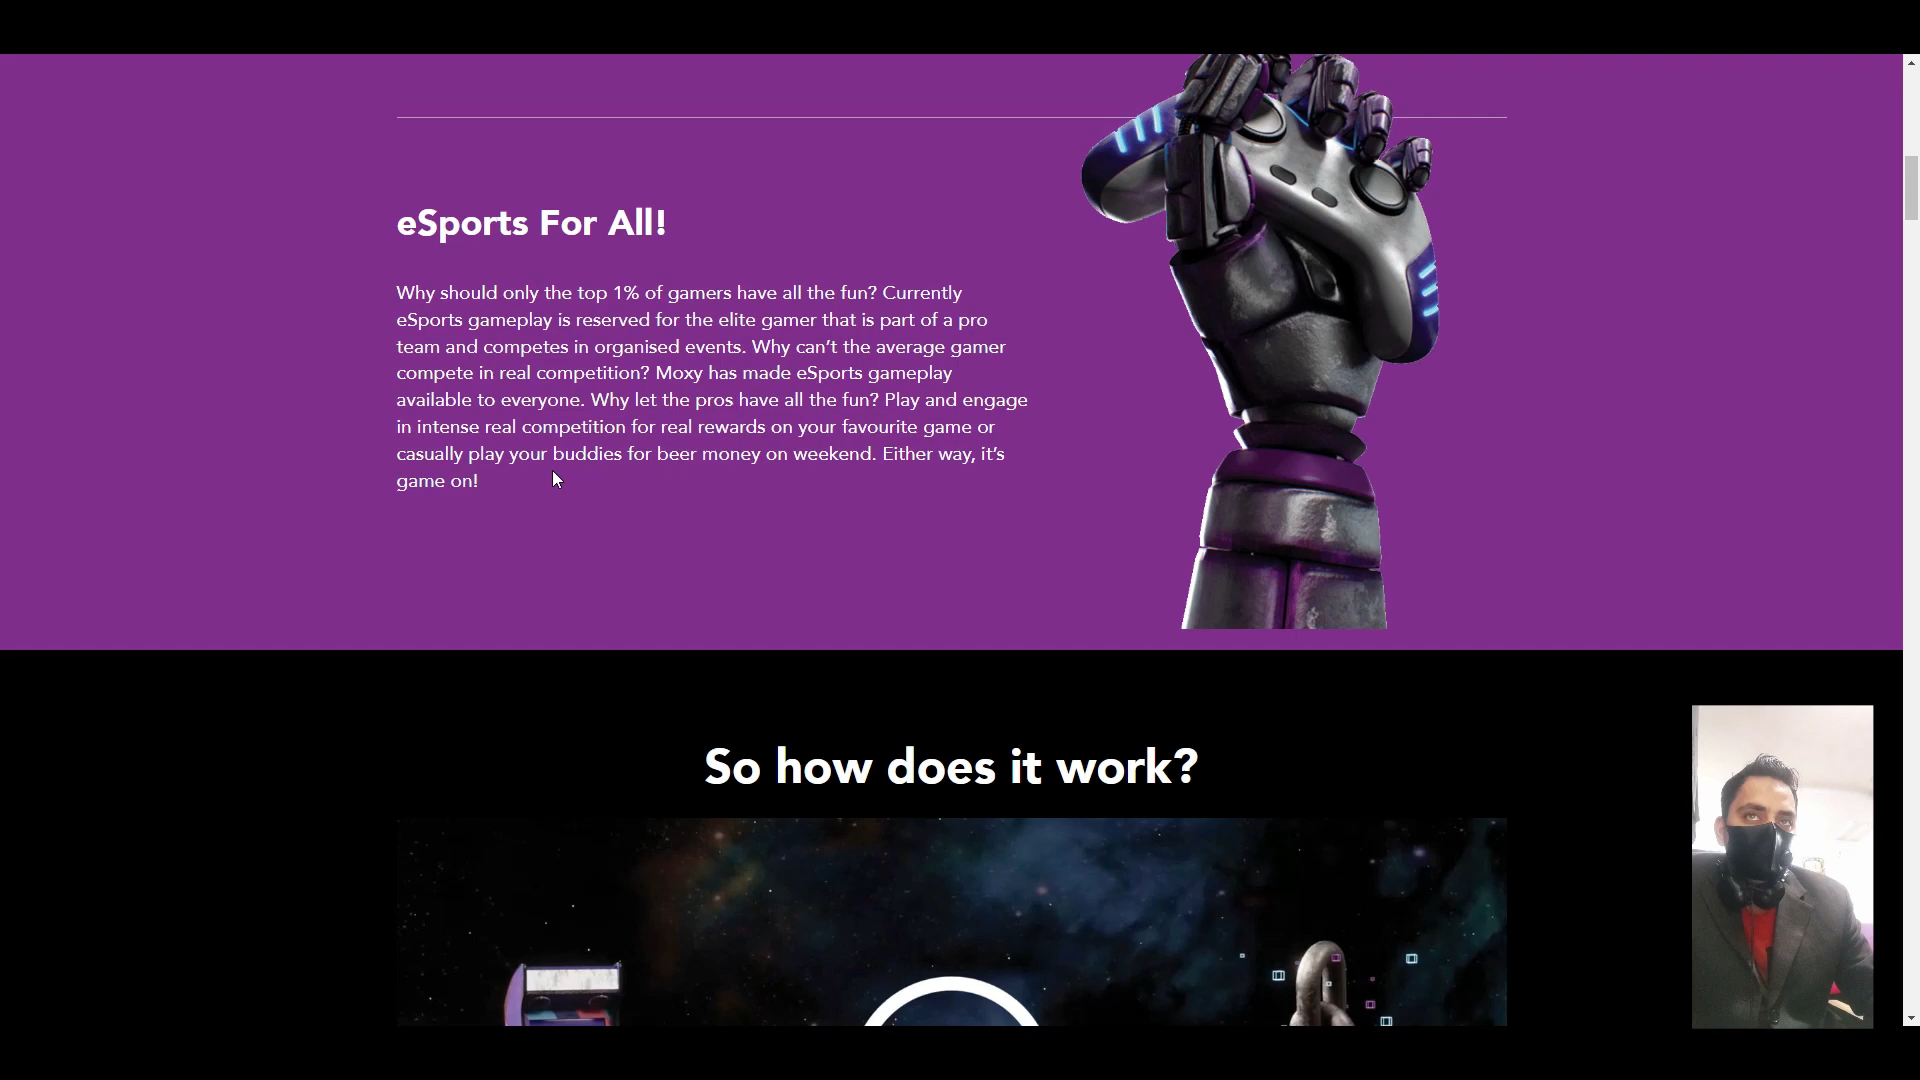 eSports For All!
Why should only the top 1% of gamers have all the fun? Currently
eSports gameplay is reserved for the elite gamer that is part of a pro
team and competes in organised events. Why can’t the average gamer
compete in real competition? Moxy has made eSports gameplay
available to everyone. Why let the pros have all the fun? Play and engage
in intense real competition for real rewards on your favourite game or
casually play your buddies for beer money on weekend. Either way, it’s
game on!
So how does it work?